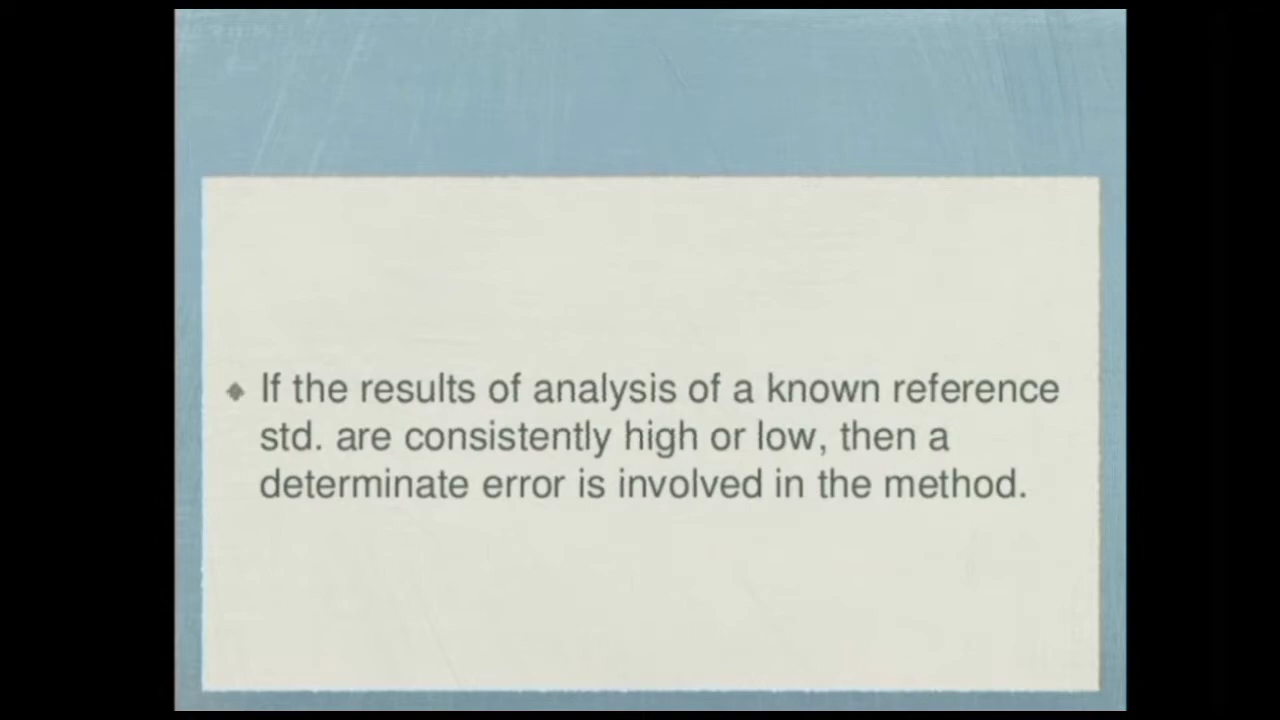 If the results of analysis of a known reference
std. are consistently high or low, then a
determinate error is involved in the method.